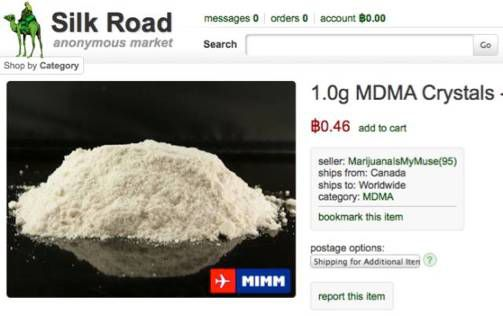 Silk Road
anonymous market
messages 0 | orders 0 | account ฿0.00
Search
Go
Shop by Category
1.0g MDMA Crystals -
฿0.46 add to cart
seller: MarijuanaIsMyMuse(95)
ships from: Canada
ships to: Worldwide
category: MDMA
bookmark this item
postage options:
Shipping for Additional Item
?
report this item
MIMM